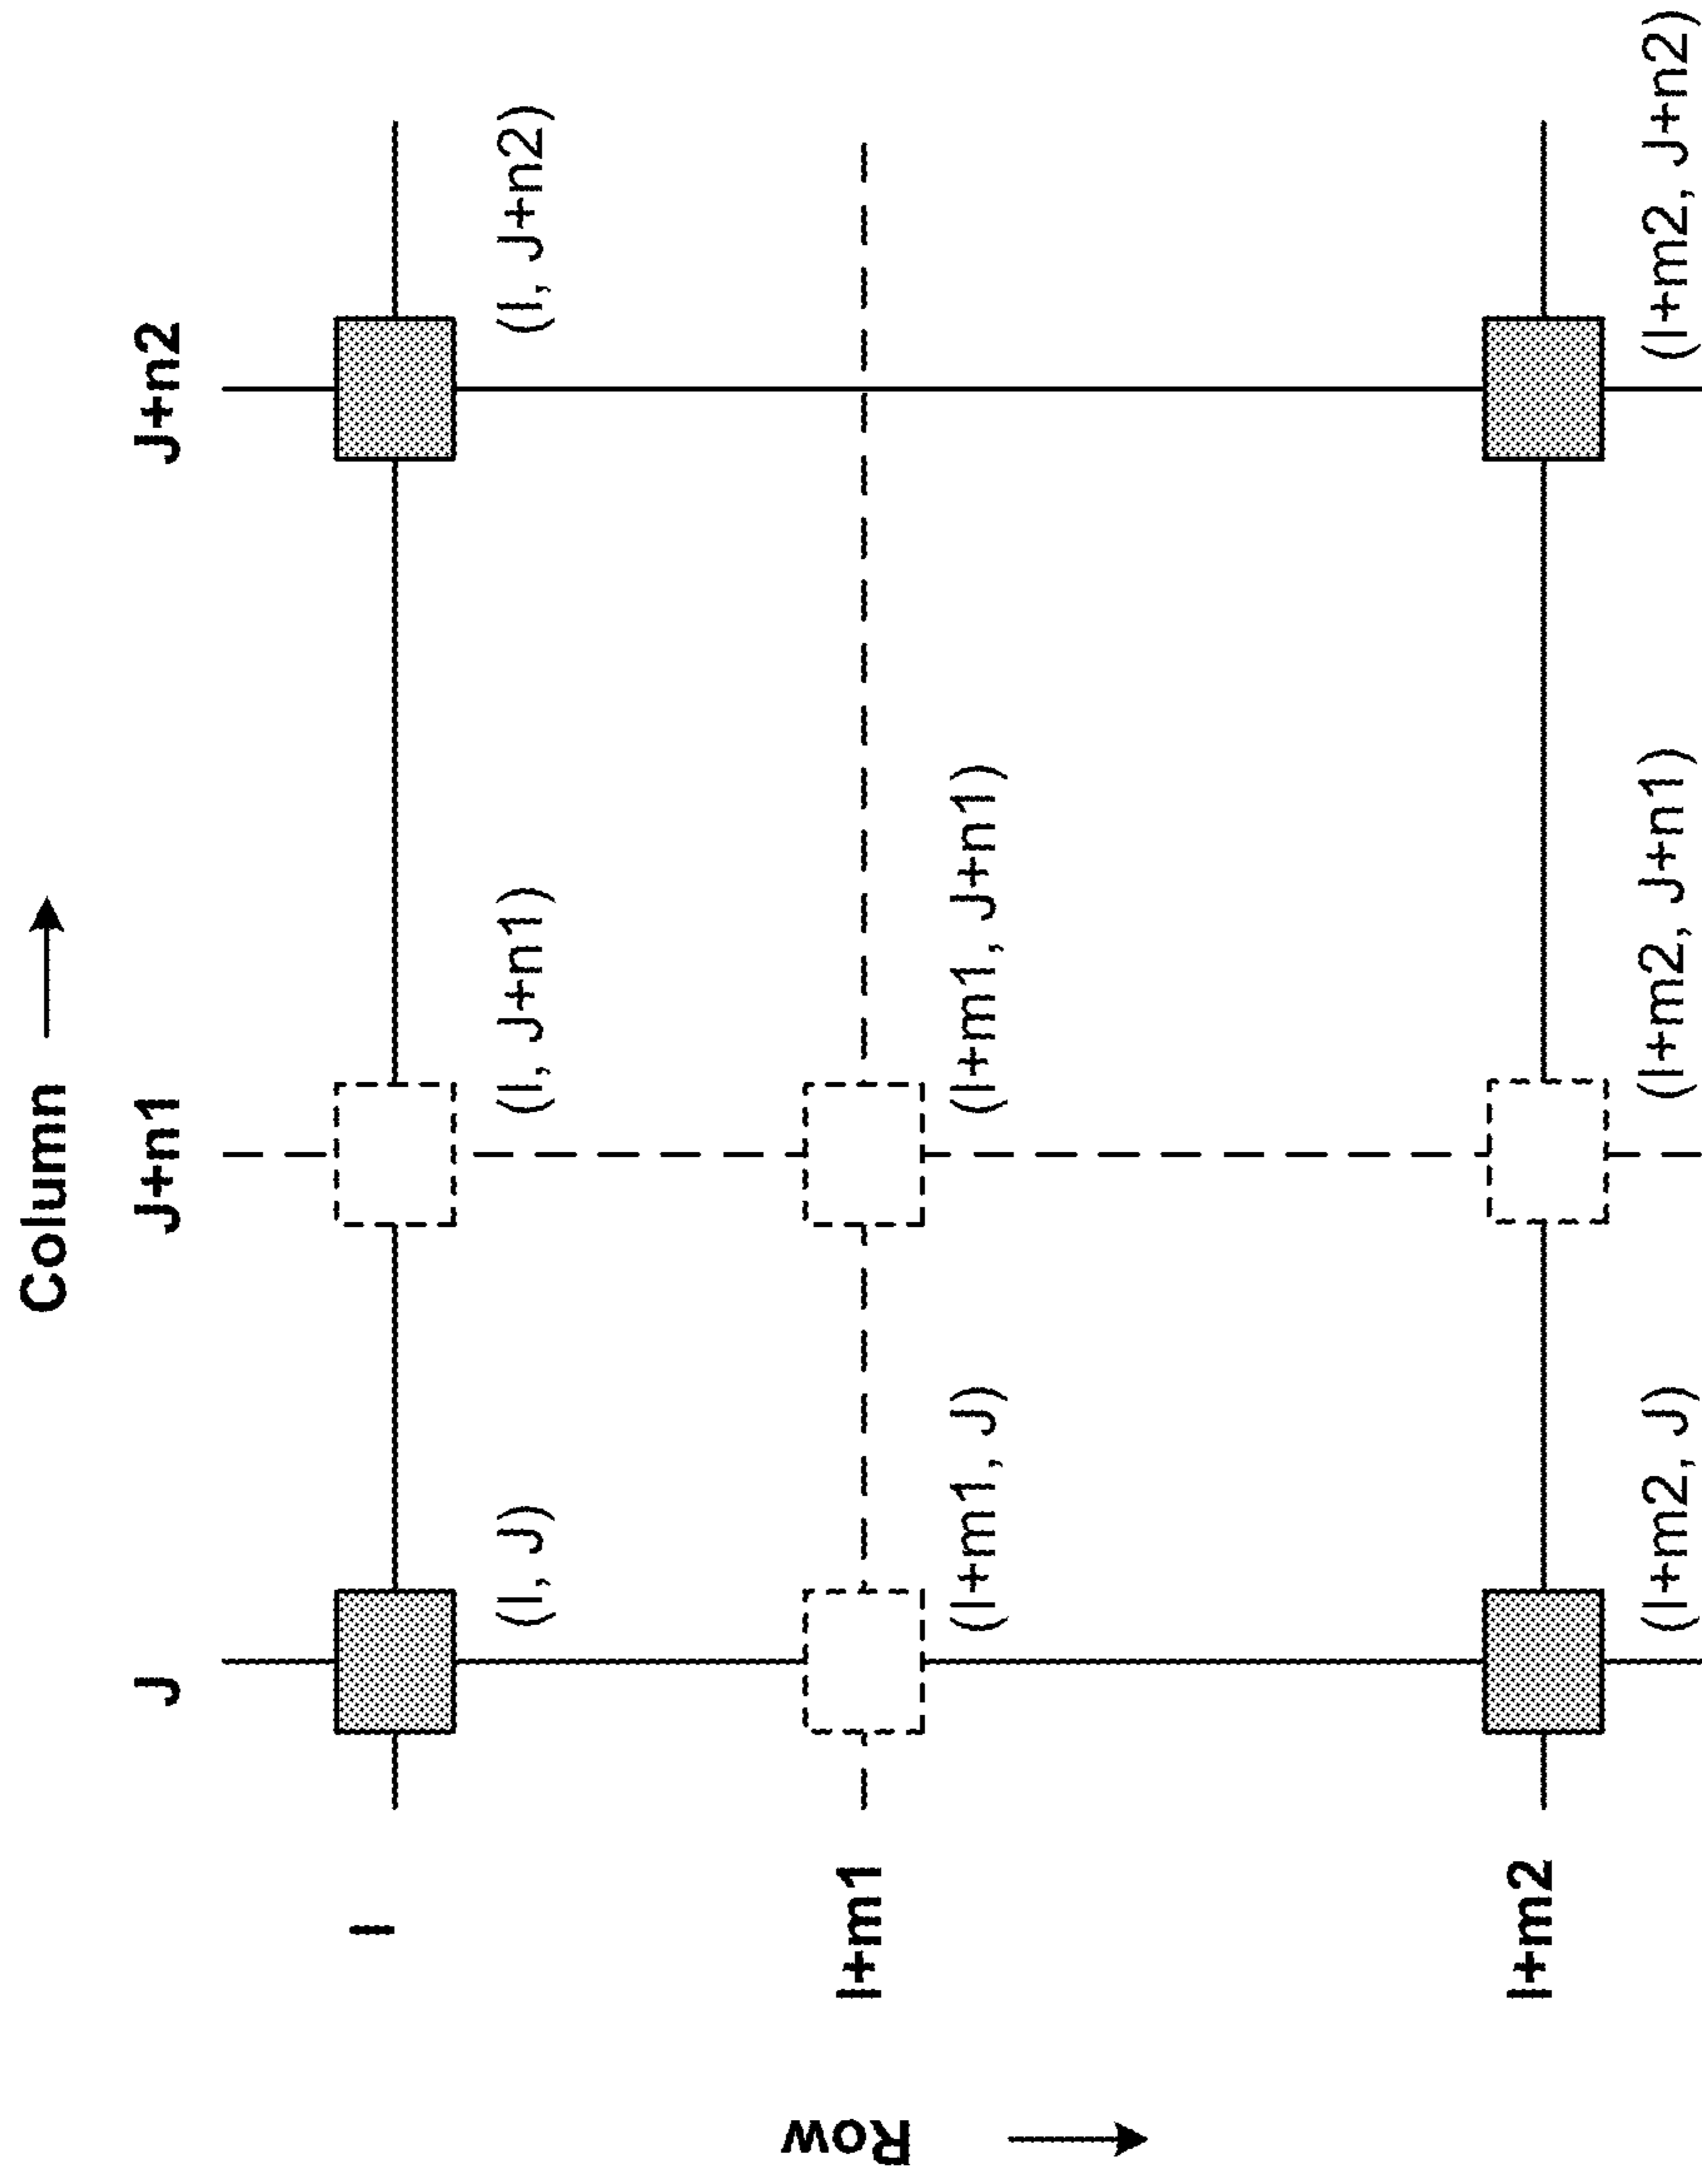 Column
J
J+n1
J+n2
I
(I, J)
(I, J+n1)
(I, J+n2)
Row
I+m1
(I+m1, J)
(I+m1, J+n1)
I+m2
(I+m2, J)
(I+m2, J+n1)
(I+m2, J+n2)